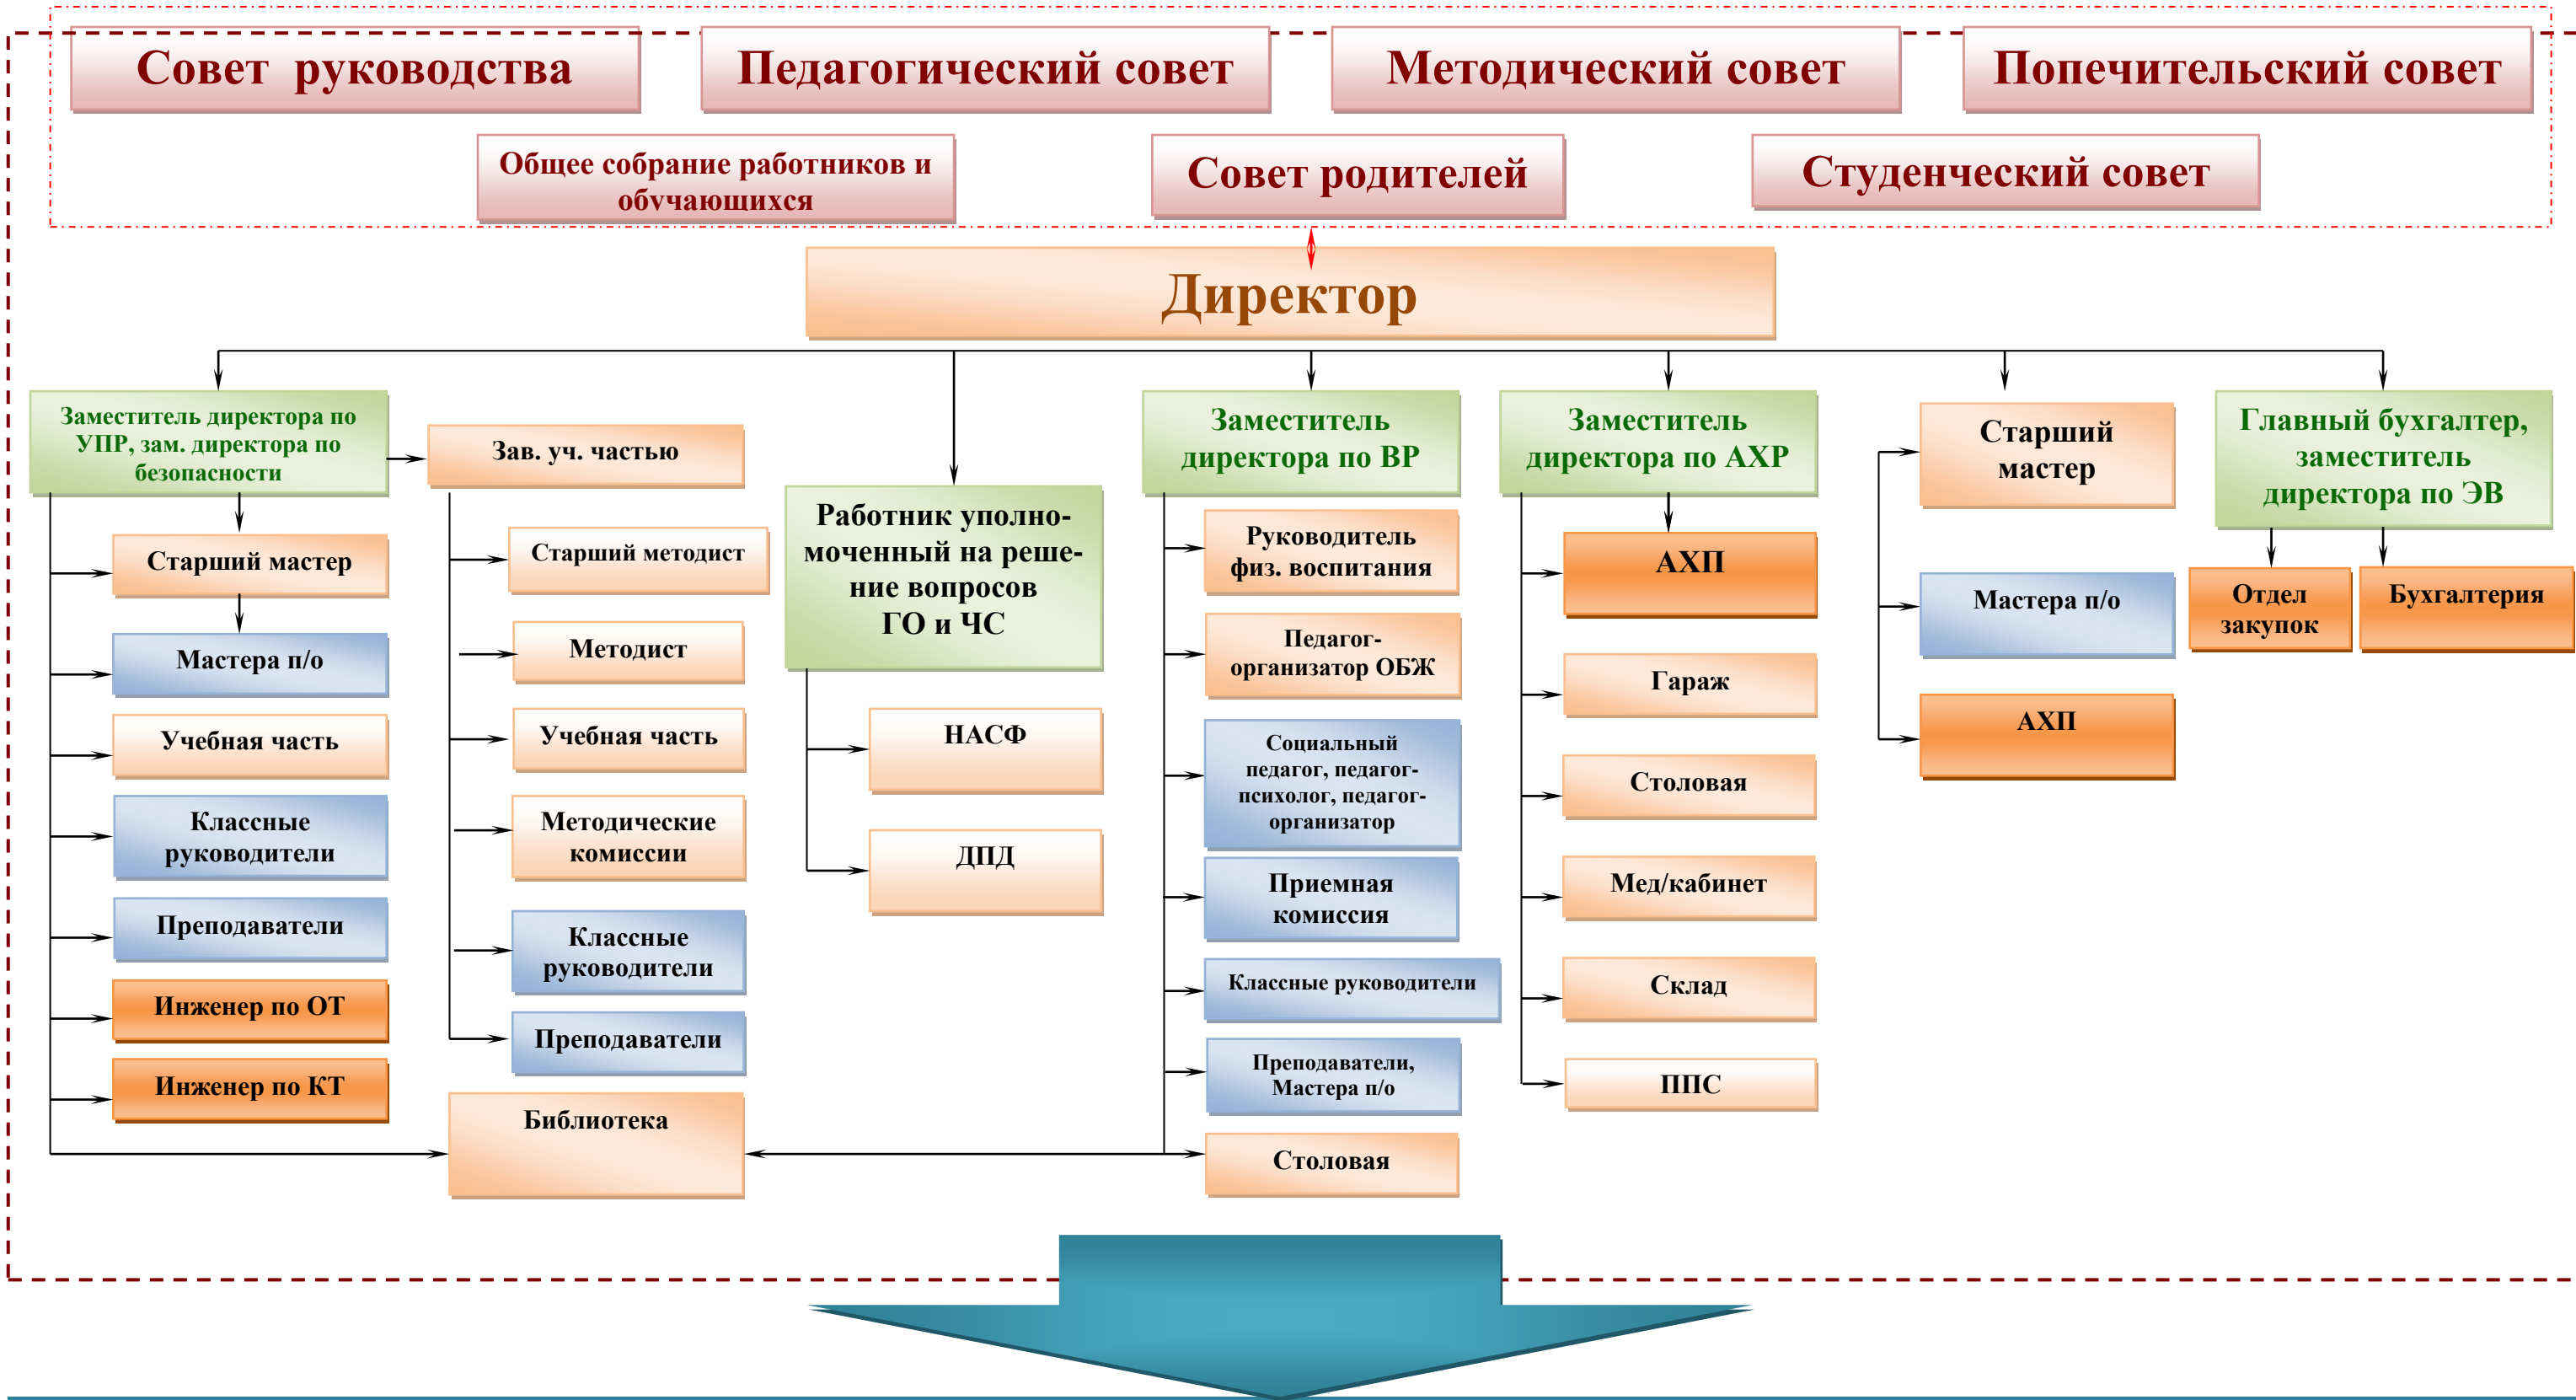 Совет руководства
Педагогический совет
Методический совет
Попечительский совет
Общее собрание работников и
обучающихся
Совет родителей
Студенческий совет
Директор
Заместитель директора по
УПР, зам. директора по
безопасности
Старший мастер
Мастера п/о
Учебная часть
Классные
руководители
Преподаватели
Инженер по ОТ
Инженер по КТ
Зав. уч. частью
Старший методист
Методист
Учебная часть
Методические
комиссии
Классные
руководители
Преподаватели
Библиотека
Работник уполно-
моченный на реше-
ние вопросов
ГО и ЧС
НАСФ
ДПД
Заместитель
директора по ВР
Руководитель
физ. воспитания
Педагог-
организатор ОБЖ
Социальный
педагог, педагог-
психолог, педагог-
организатор
Приемная
комиссия
Классные руководители
Преподаватели,
Мастера п/о
Столовая
Заместитель
директора по АХР
АХП
Гараж
Столовая
Мед/кабинет
Склад
ППС
Старший
мастер
Мастера п/о
АХП
Главный бухгалтер,
заместитель
директора по ЭВ
Отдел
закупок
Бухгалтерия